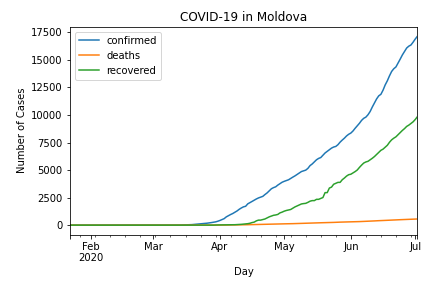 COVID-19 in Moldova
17500
15000
12500
10000
7500
5000
2500
0
Number of Cases
confirmed
deaths
recovered
Feb Mar Apr May Jun Jul
2020
Day